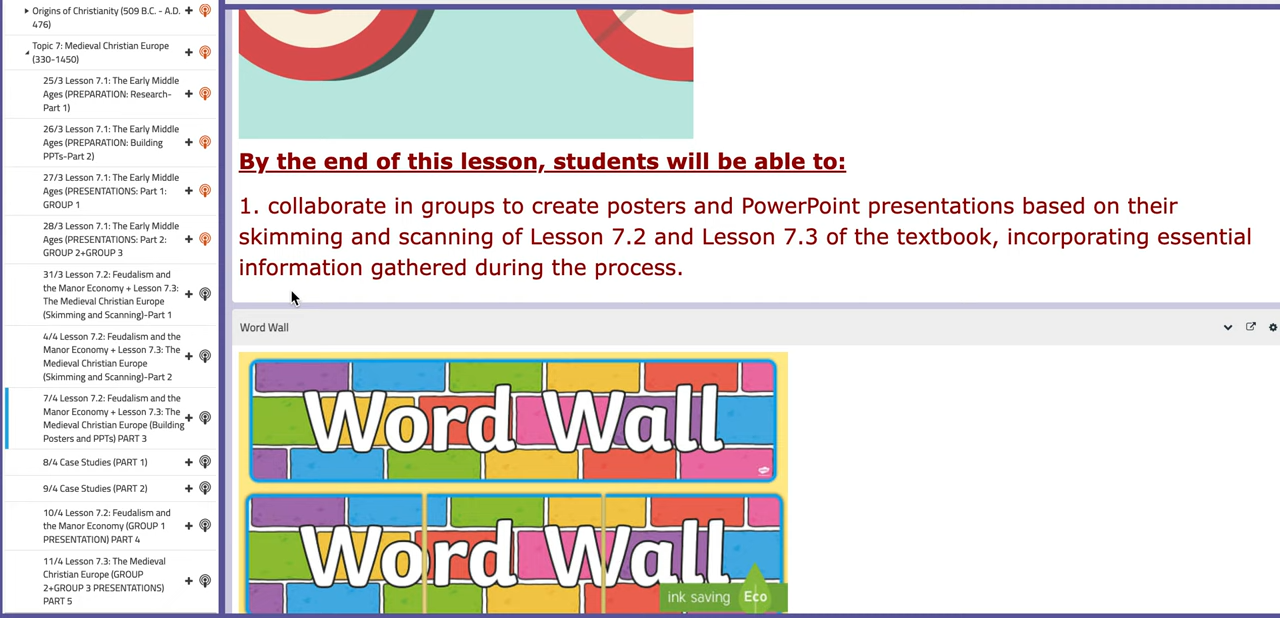 Origins of Christianity (509 B.C. - A.D.
476)
Topic 7: Medieval Christian Europe
(330-1450)
25/3 Lesson 7.1: The Early Middle
Ages (PREPARATION: Research-
Part 1)
26/3 Lesson 7.1: The Early Middle
Ages (PREPARATION: Building
PPTs-Part 2)
27/3 Lesson 7.1: The Early Middle
Ages (PRESENTATIONS: Part 1:
GROUP 1
28/3 Lesson 7.1: The Early Middle
Ages (PRESENTATIONS: Part 2:
GROUP 2+GROUP 3
31/3 Lesson 7.2: Feudalism and
the Manor Economy + Lesson 7.3:
The Medieval Christian Europe
(Skimming and Scanning)-Part 1
4/4 Lesson 7.2: Feudalism and the
Manor Economy + Lesson 7.3: The
Medieval Christian Europe
(Skimming and Scanning)-Part 2
7/4 Lesson 7.2: Feudalism and the
Manor Economy + Lesson 7.3: The
Medieval Christian Europe (Building
Posters and PPTs) PART 3
8/4 Case Studies (PART 1)
9/4 Case Studies (PART 2)
10/4 Lesson 7.2: Feudalism and
the Manor Economy (GROUP 1
PRESENTATION) PART 4
11/4 Lesson 7.3: The Medieval
Christian Europe (GROUP
2+GROUP 3 PRESENTATIONS)
PART 5
By the end of this lesson, students will be able to:
1. collaborate in groups to create posters and PowerPoint presentations based on their
skimming and scanning of Lesson 7.2 and Lesson 7.3 of the textbook, incorporating essential
information gathered during the process.
Word Wall
Word Wall
Word Wall
ink saving Eco